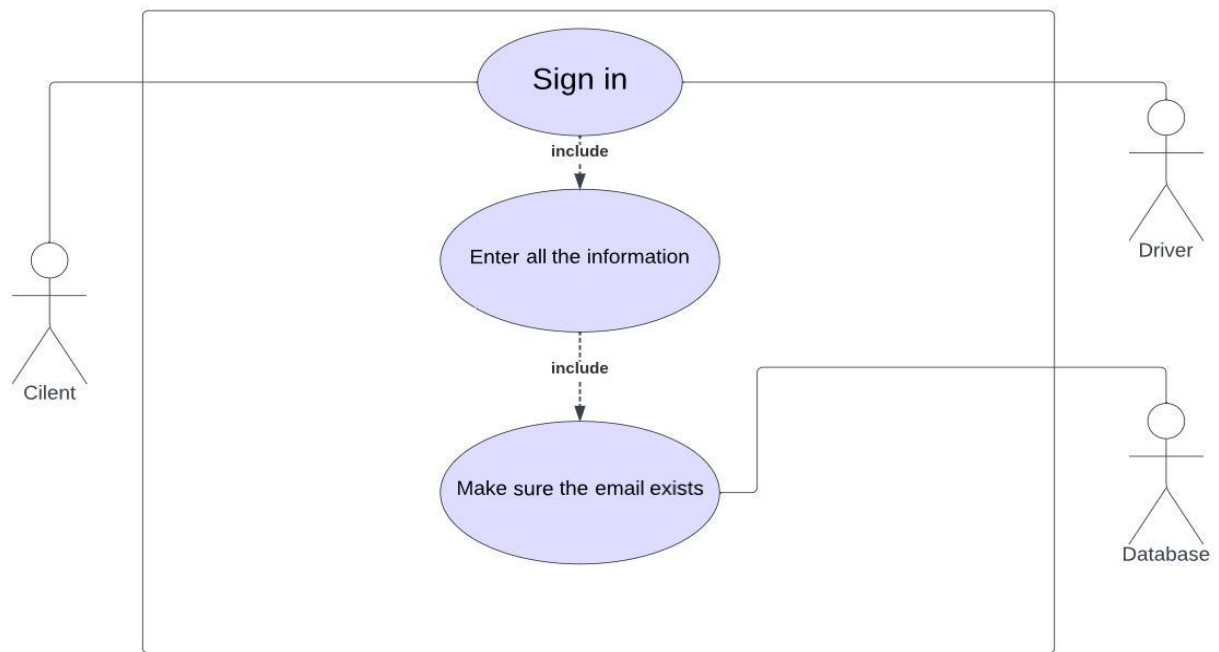 Sign in
include
Enter all the information
Driver
include
Cilent
Make sure the email exists
Database